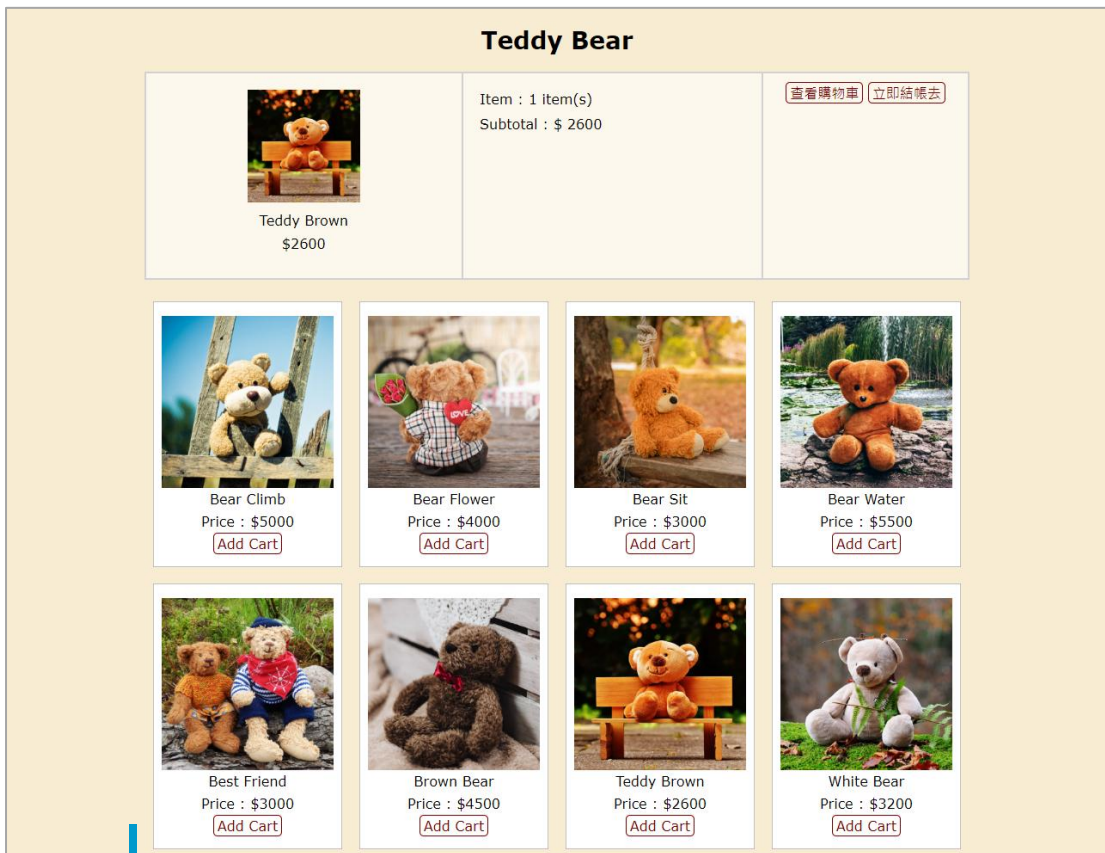 Teddy Bear
Teddy Brown
$2600
Item : 1 item(s)
Subtotal : $ 2600
查看購物車 立即結帳去
Bear Climb
Price : $5000
Add Cart
Bear Flower
Price : $4000
Add Cart
Bear Sit
Price : $3000
Add Cart
Bear Water
Price : $5500
Add Cart
Best Friend
Price : $3000
Add Cart
Brown Bear
Price : $4500
Add Cart
Teddy Brown
Price : $2600
Add Cart
White Bear
Price : $3200
Add Cart
LOVE